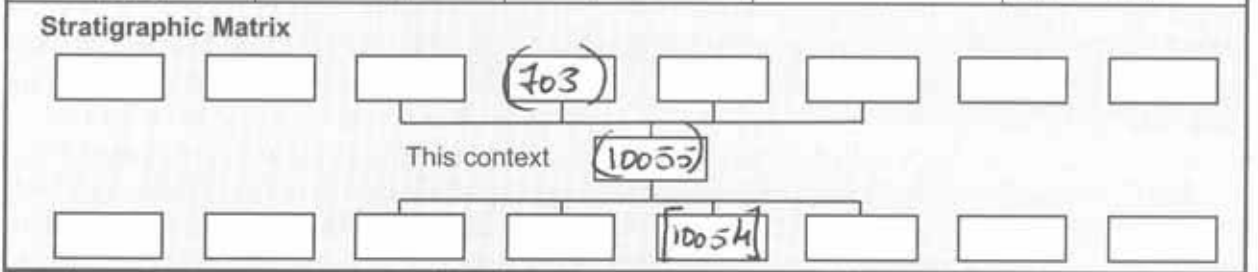 Stratigraphic Matrix
(703)
This context (10055)
[10054]